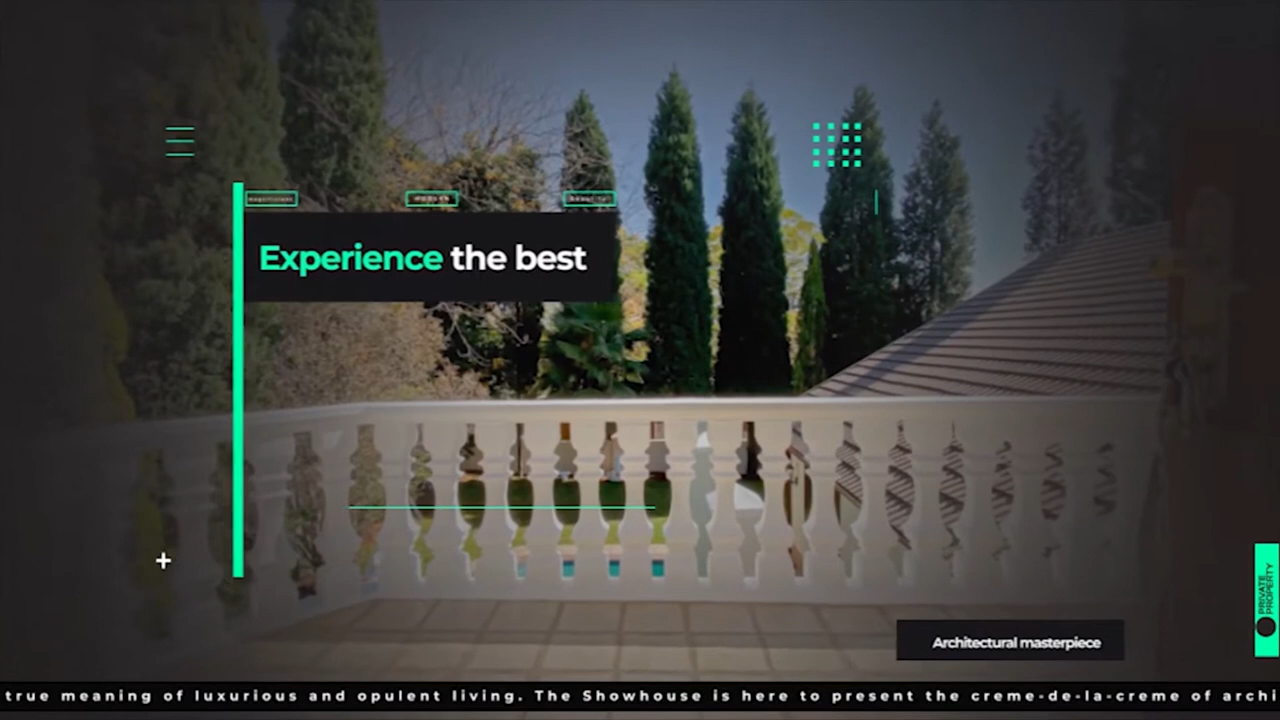 Experience the best
PRIVATE
PROPERTY
Architectural masterpiece
true meaning of luxurious and opulent living. The Showhouse is here to present the creme-de-la-creme of archi